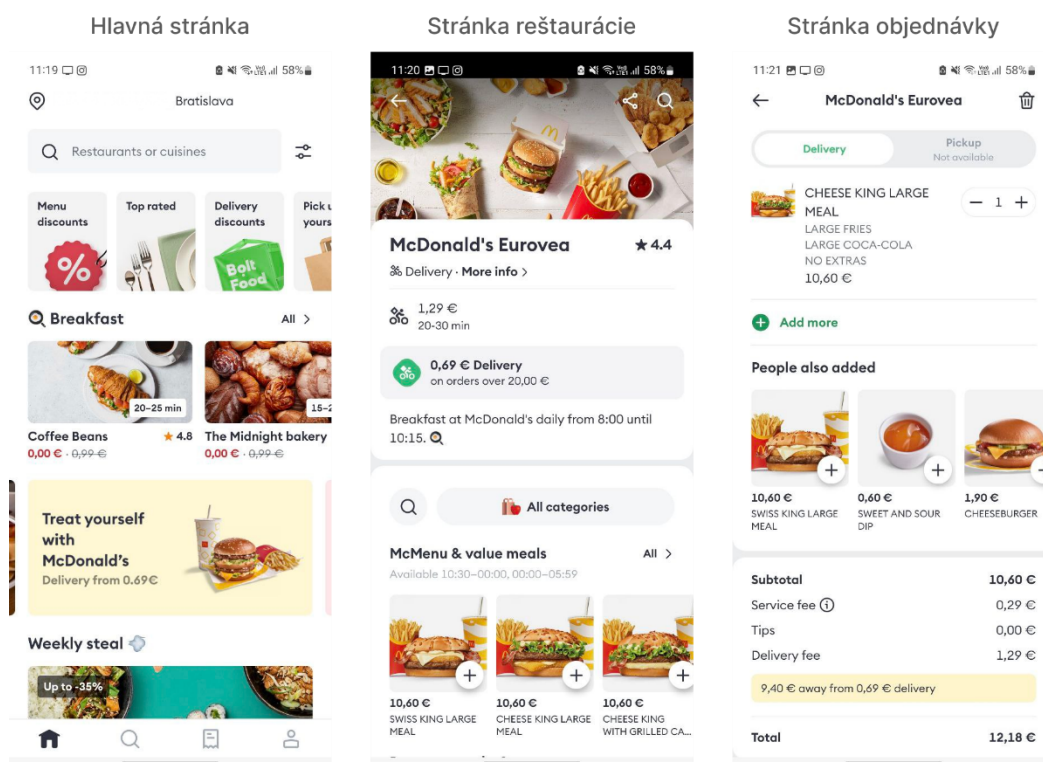 Hlavná stránka
11:19
58%
Bratislava
Restaurants or cuisines
Menu
discounts
Top rated
Delivery
discounts
Pick u
yours
%
Bolt
Food
Breakfast
All >
20–25 min
15–2
Coffee Beans
4.8
The Midnight bakery
0,00 € · 0,99 €
0,00 € · 0,99 €
Treat yourself
with
McDonald's
Delivery from 0.69€
Weekly steal
Up to -35%
Stránka reštaurácie
11:20
58%
McDonald's Eurovea
★ 4.4
Delivery · More info >
1,29 €
20-30 min
0,69 € Delivery
on orders over 20,00 €
Breakfast at McDonald's daily from 8:00 until
10:15.
All categories
McMenu & value meals
All >
Available 10:30–00:00, 00:00–05:59
10,60 €
SWISS KING LARGE
MEAL
10,60 €
CHEESE KING LARGE
MEAL
10,60 €
CHEESE KING
WITH GRILLED CA...
Stránka objednávky
11:21
58%
McDonald's Eurovea
Delivery
Pickup
Not available
CHEESE KING LARGE
MEAL
LARGE FRIES
LARGE COCA-COLA
NO EXTRAS
10,60 €
— 1 +
Add more
People also added
10,60 €
SWISS KING LARGE
MEAL
0,60 €
SWEET AND SOUR
DIP
1,90 €
CHEESEBURGER
Subtotal 10,60 €
Service fee 0,29 €
Tips 0,00 €
Delivery fee 1,29 €
9,40 € away from 0,69 € delivery
Total 12,18 €